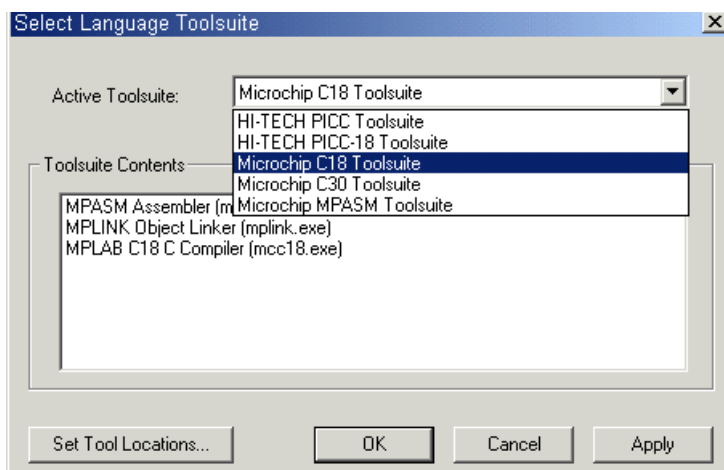 Select Language Toolsuite
Active Toolsuite:
Microchip C18 Toolsuite
HI-TECH PICC Toolsuite
HI-TECH PICC-18 Toolsuite
Microchip C18 Toolsuite
Microchip C30 Toolsuite
Microchip MPASM Toolsuite
Toolsuite Contents
MPASM Assembler (m
MPLINK Object Linker (mplink.exe)
MPLAB C18 C Compiler (mcc18.exe)
Set Tool Locations...
OK
Cancel
Apply